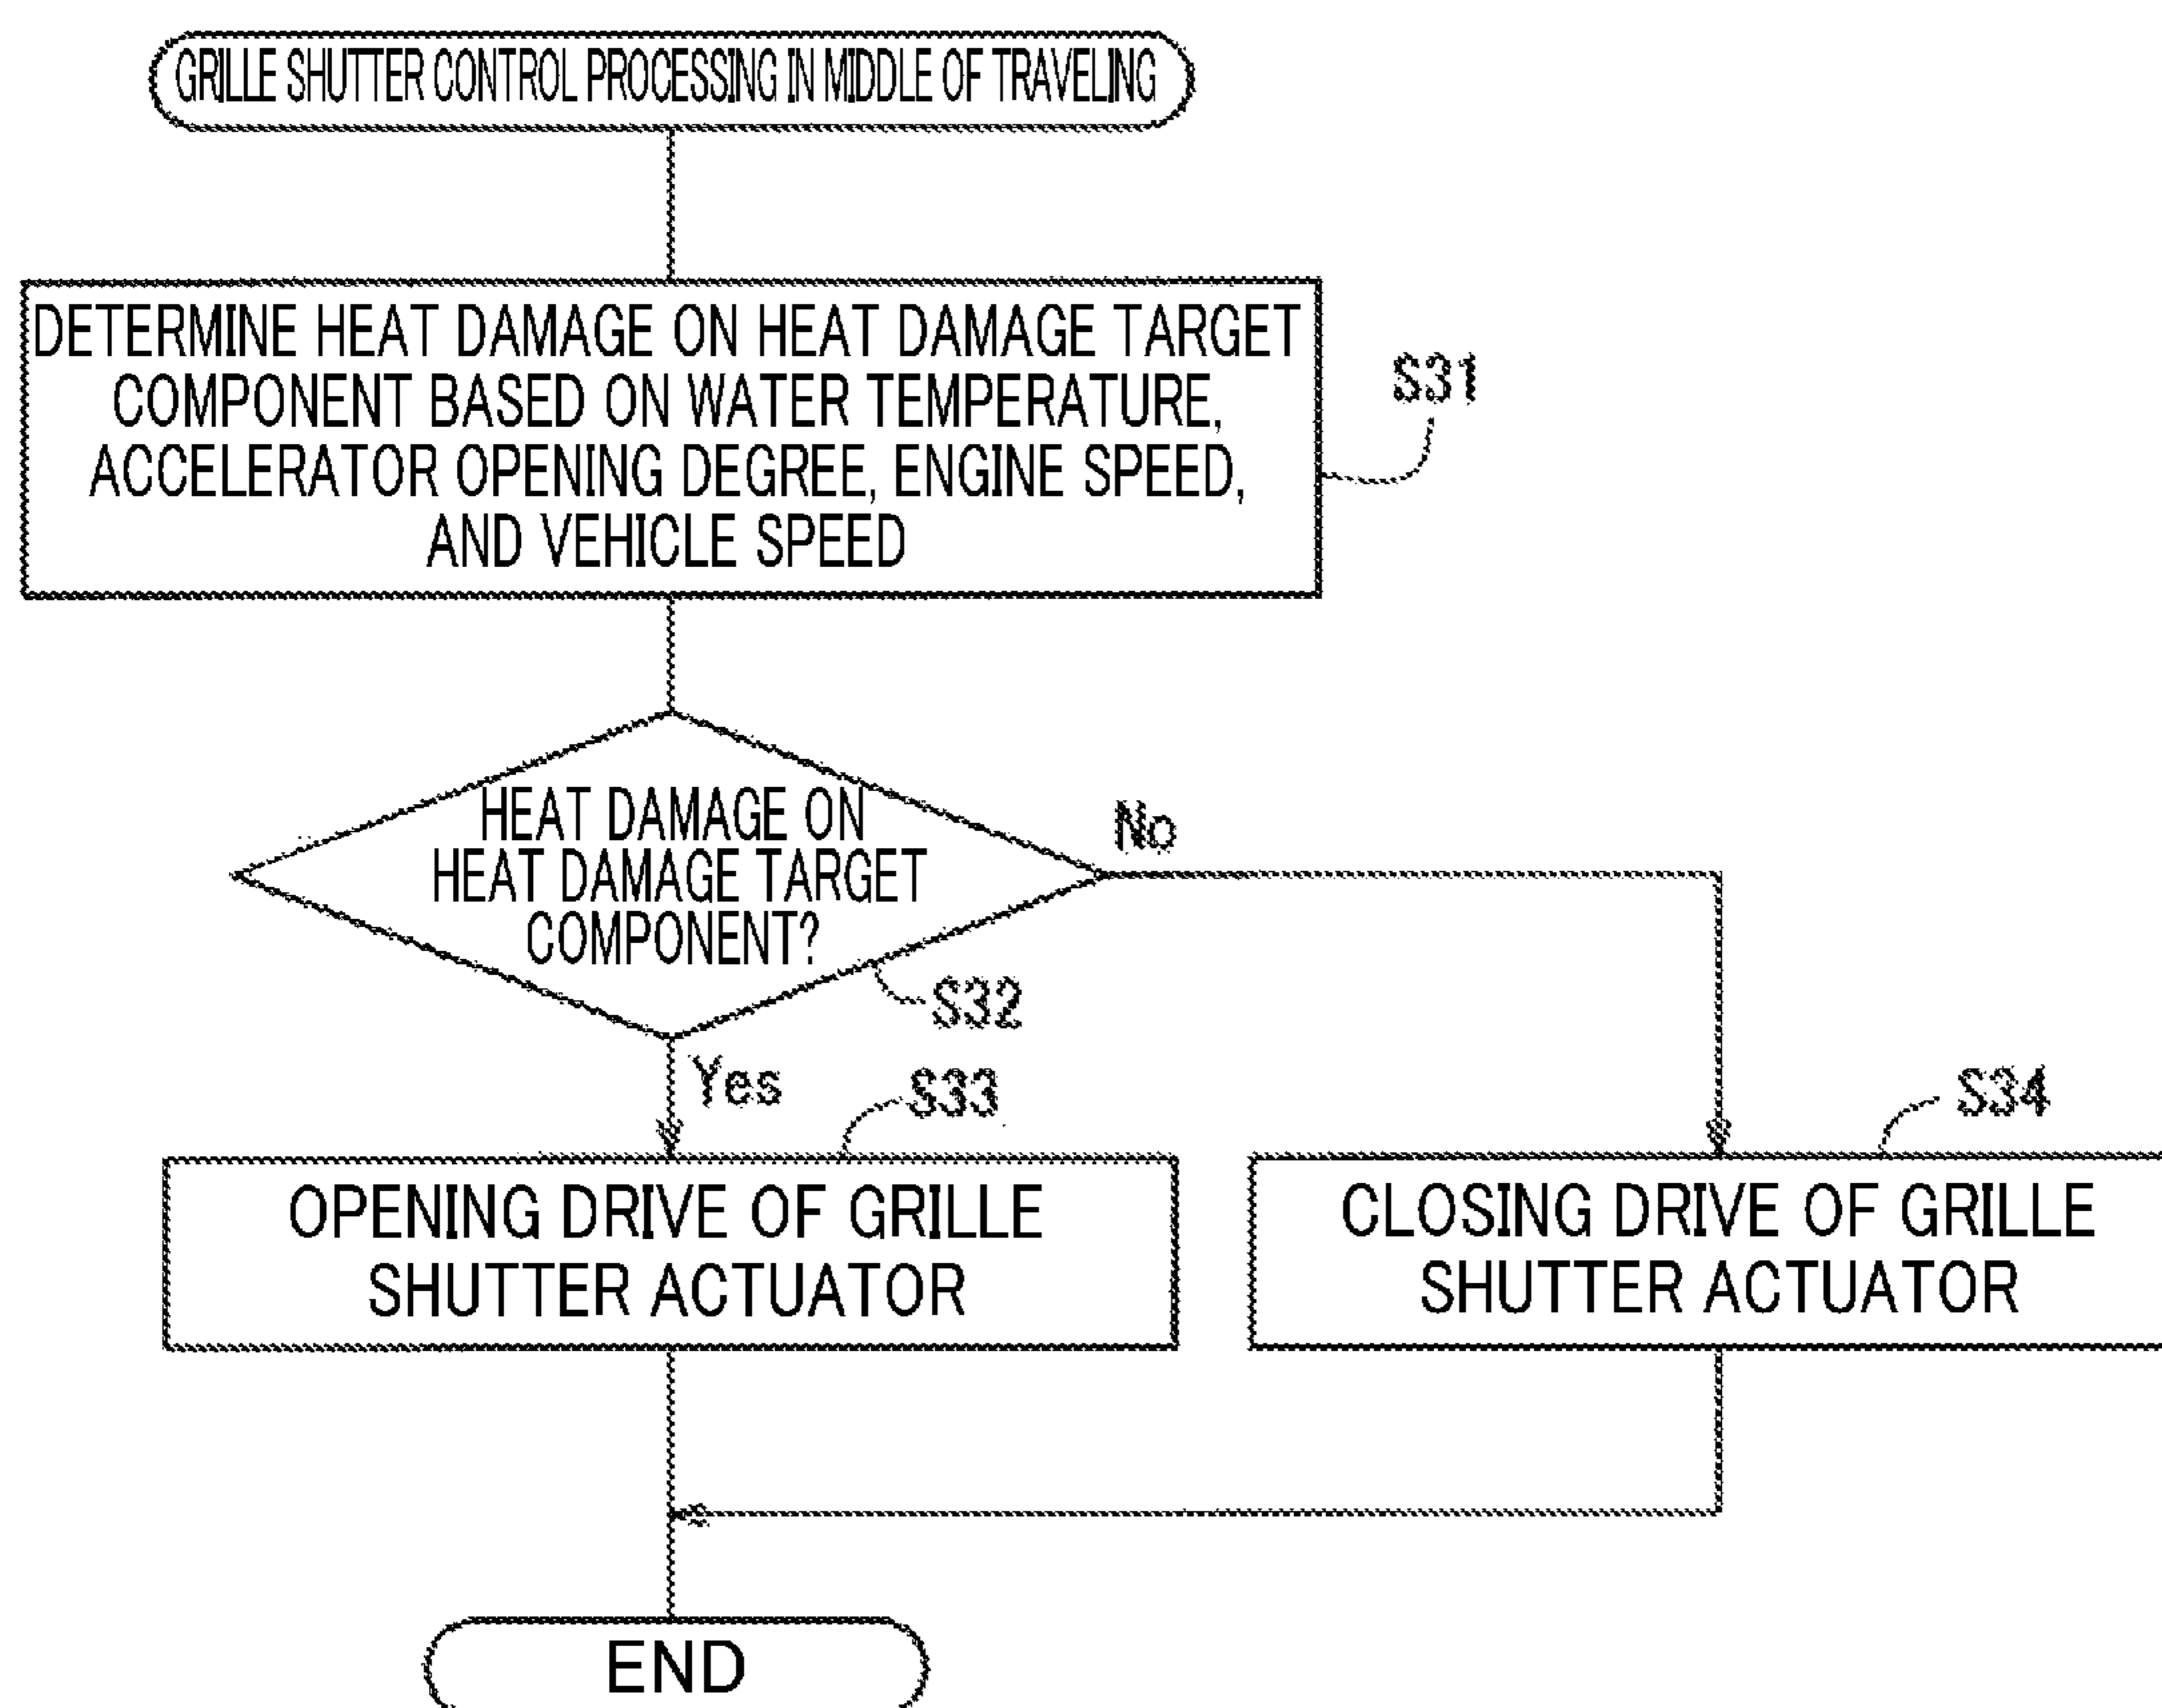 GRILLE SHUTTER CONTROL PROCESSING IN MIDDLE OF TRAVELING
DETERMINE HEAT DAMAGE ON HEAT DAMAGE TARGET
COMPONENT BASED ON WATER TEMPERATURE,
ACCELERATOR OPENING DEGREE, ENGINE SPEED,
AND VEHICLE SPEED
S31
HEAT DAMAGE ON
HEAT DAMAGE TARGET
COMPONENT?
No
S32
Yes
S33
S34
OPENING DRIVE OF GRILLE
SHUTTER ACTUATOR
CLOSING DRIVE OF GRILLE
SHUTTER ACTUATOR
END